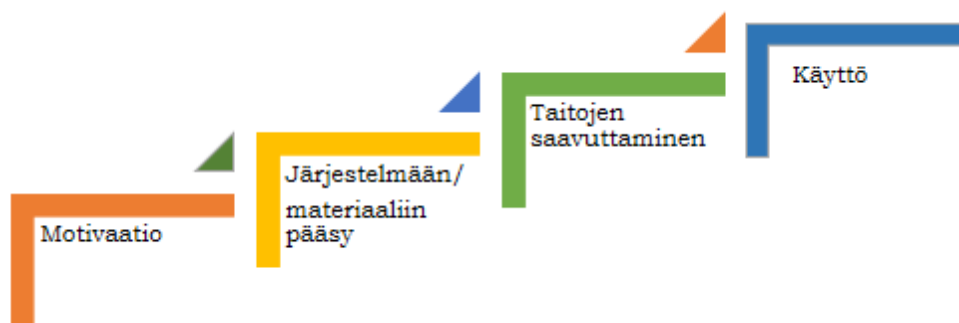 Motivaatio
Järjestelmään/
materiaaliin
pääsy
Taitojen
saavuttaminen
Käyttö